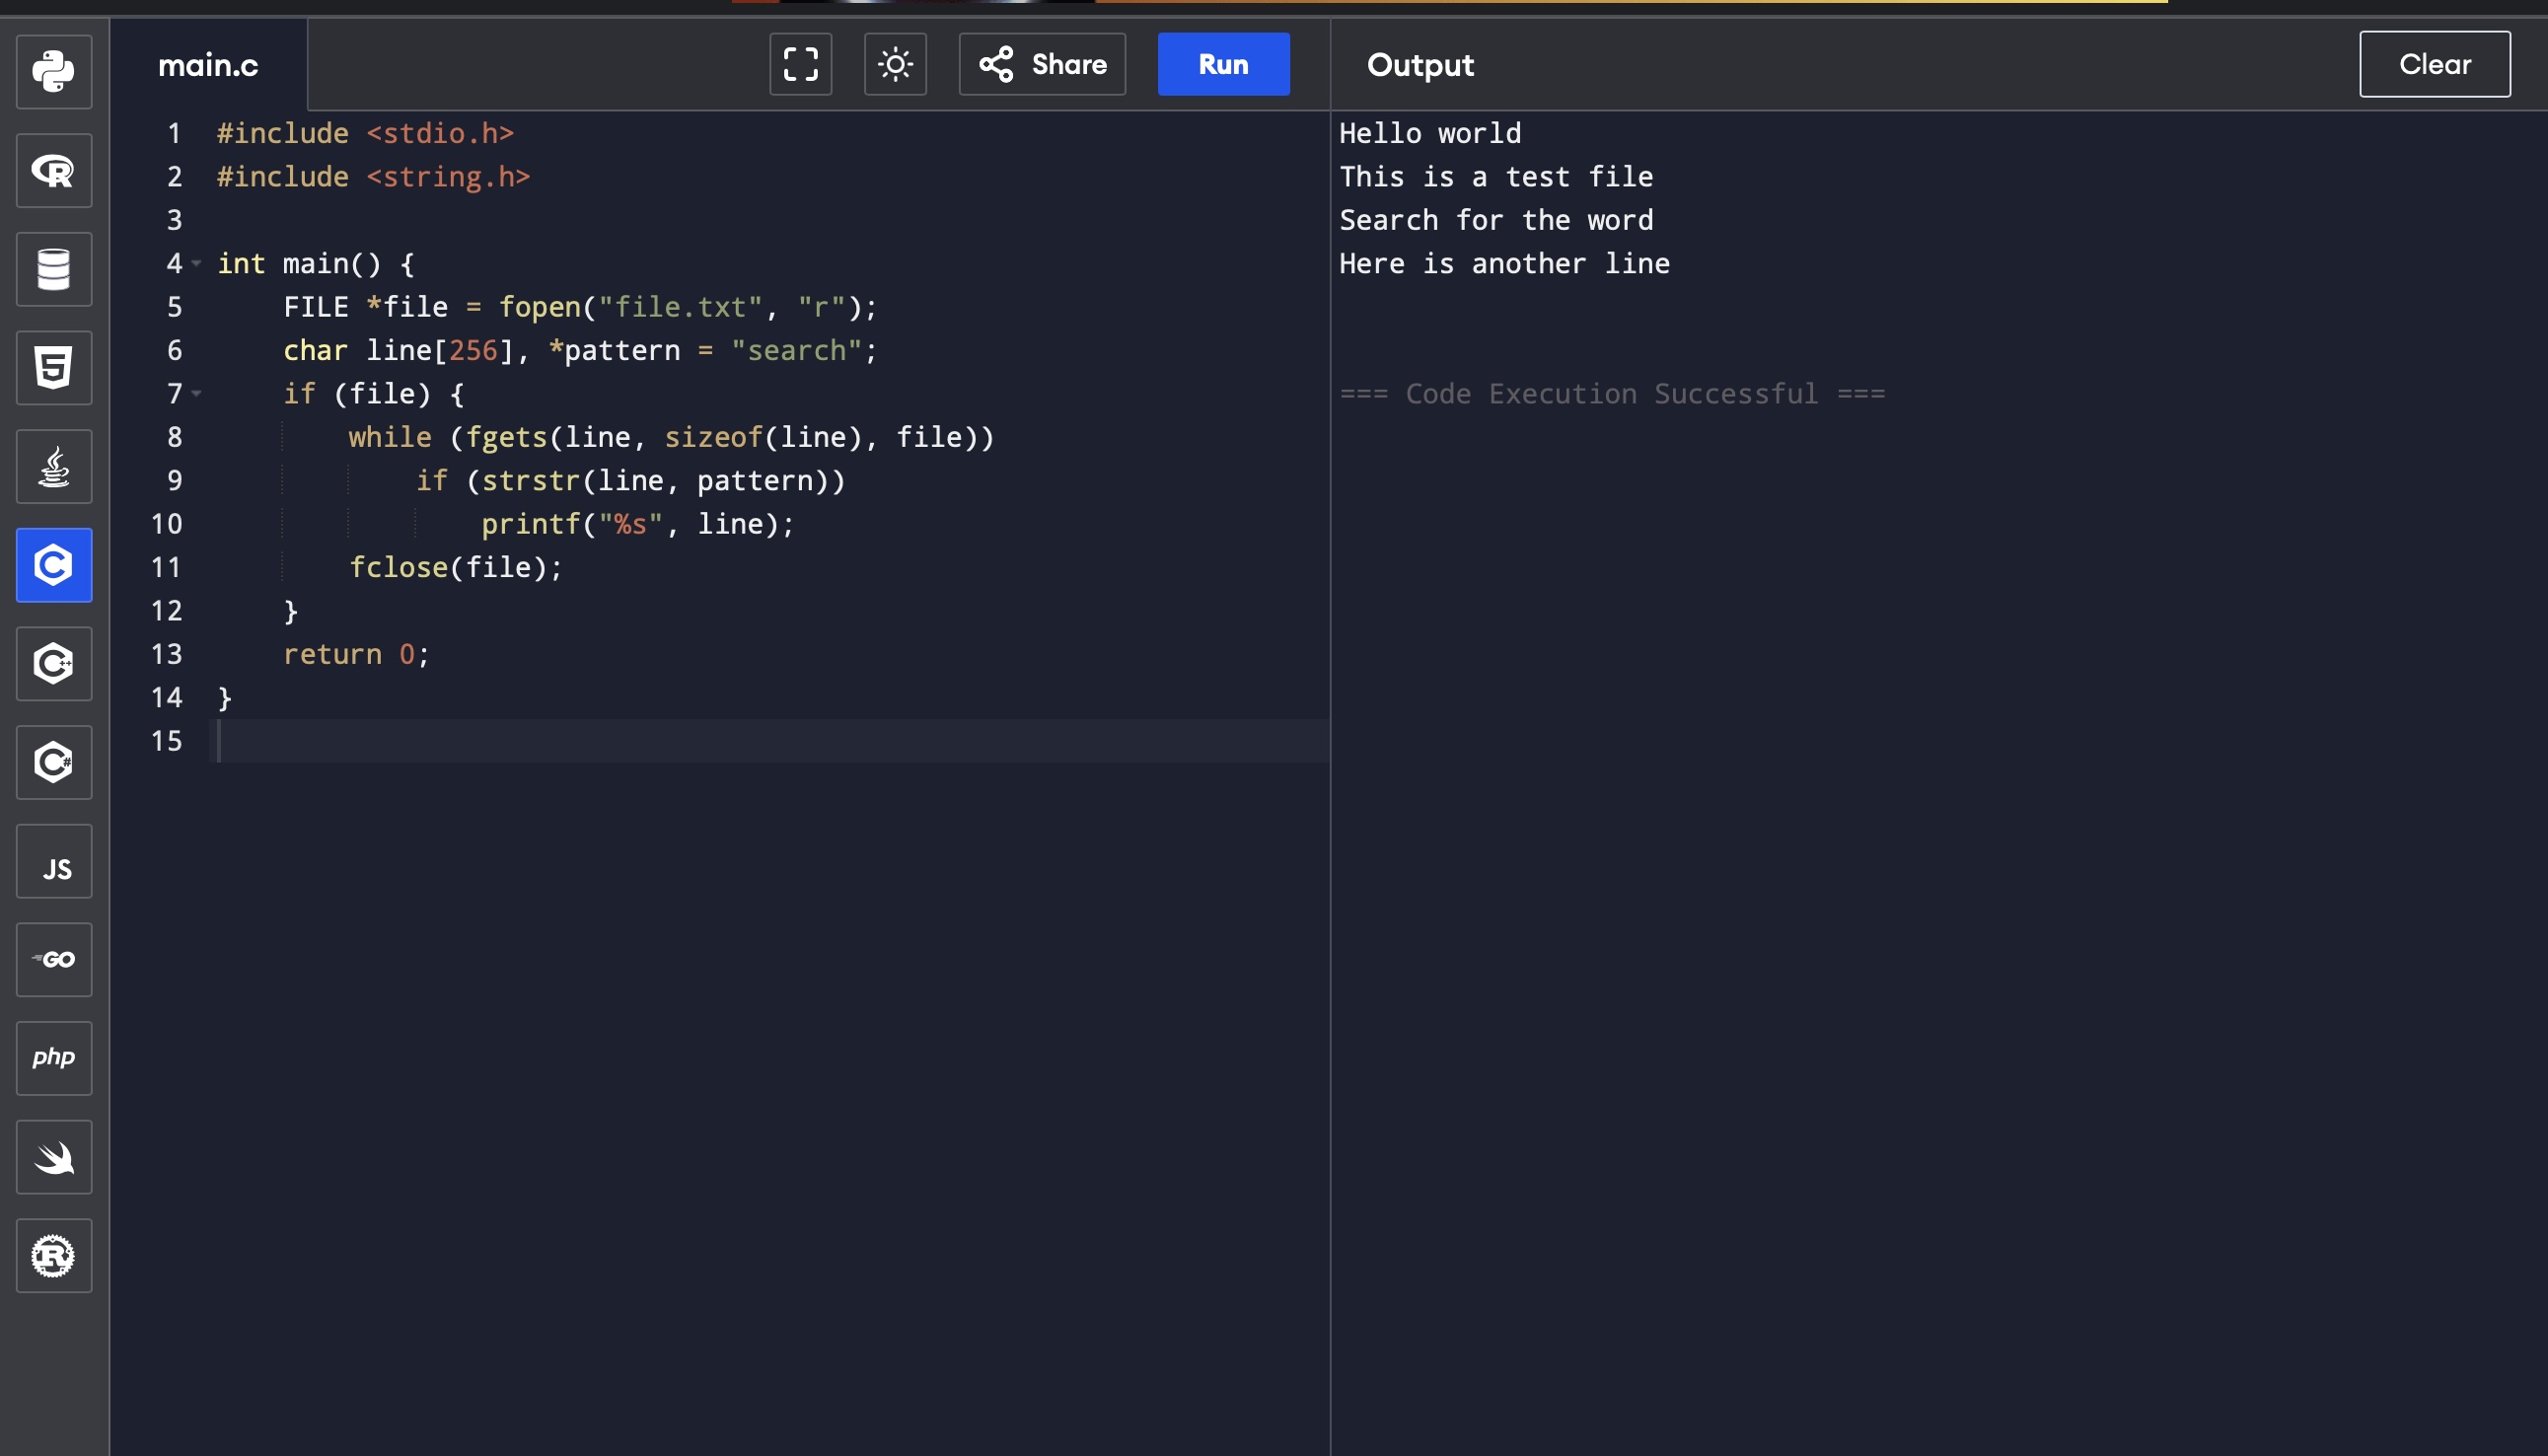 main.c
Share
Run
Output
Clear
1 #include <stdio.h>
2 #include <string.h>
3
4 int main() {
5     FILE *file = fopen("file.txt", "r");
6     char line[256], *pattern = "search";
7     if (file) {
8         while (fgets(line, sizeof(line), file))
9             if (strstr(line, pattern))
10                 printf("%s", line);
11         fclose(file);
12     }
13     return 0;
14 }
15
Hello world
This is a test file
Search for the word
Here is another line
=== Code Execution Successful ===
R
5
C
C++
C#
JS
GO
php
R